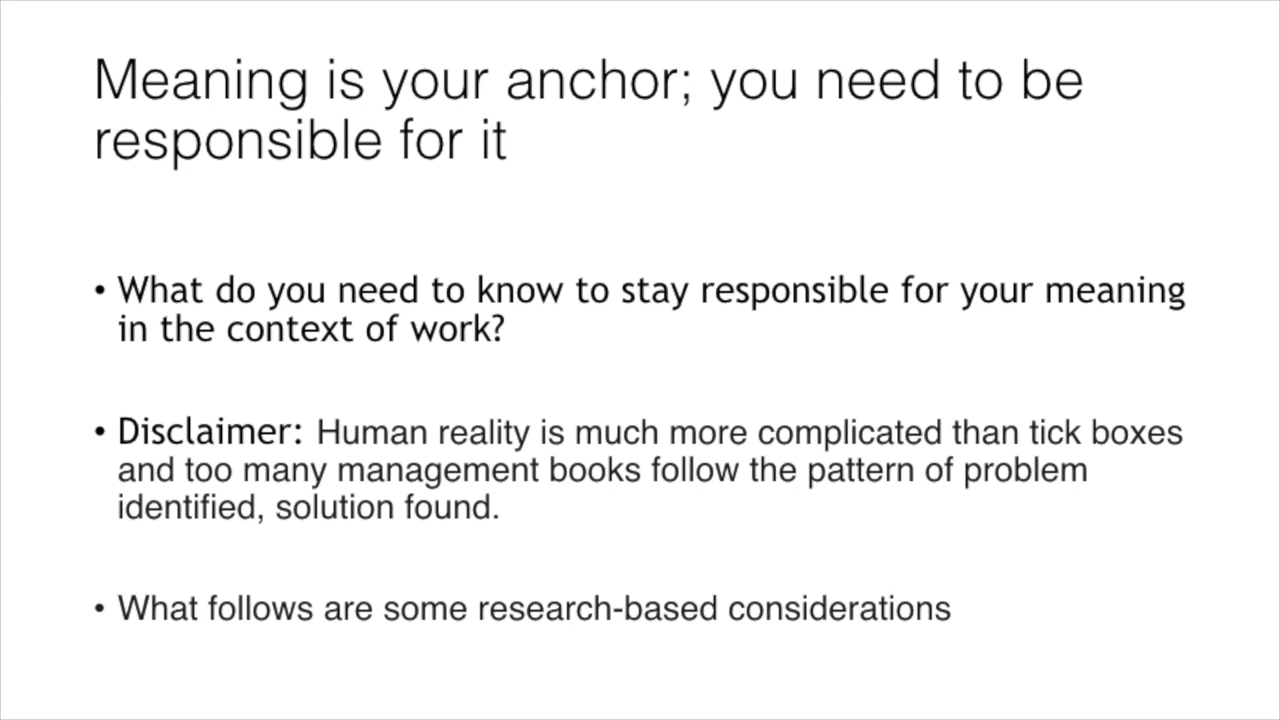 Meaning is your anchor; you need to be
responsible for it
• What do you need to know to stay responsible for your meaning
in the context of work?
• Disclaimer: Human reality is much more complicated than tick boxes
and too many management books follow the pattern of problem
identified, solution found.
• What follows are some research-based considerations